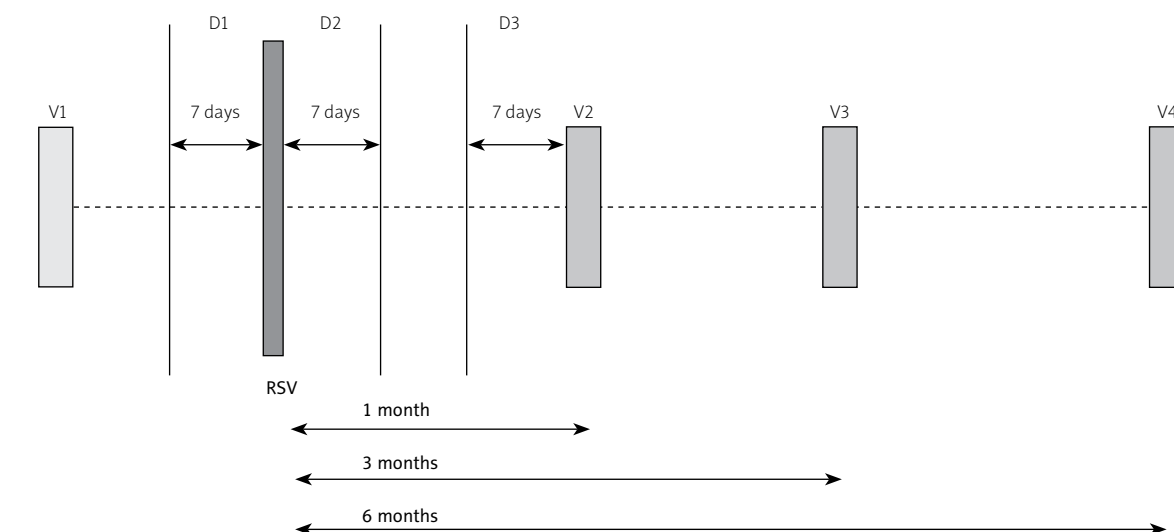 D1 D2 D3
V1 7 days 7 days 7 days V2 V3 V4
RSV
1 month
3 months
6 months